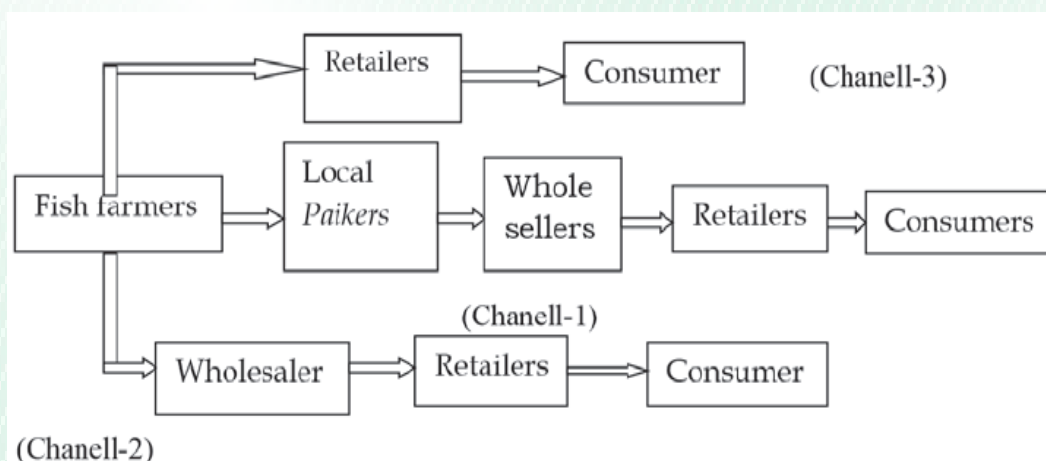 Retailers
Consumer
(Chanell-3)
Fish farmers
Local
Paikers
Whole
sellers
Retailers
Consumers
(Chanell-1)
Wholesaler
Retailers
Consumer
(Chanell-2)